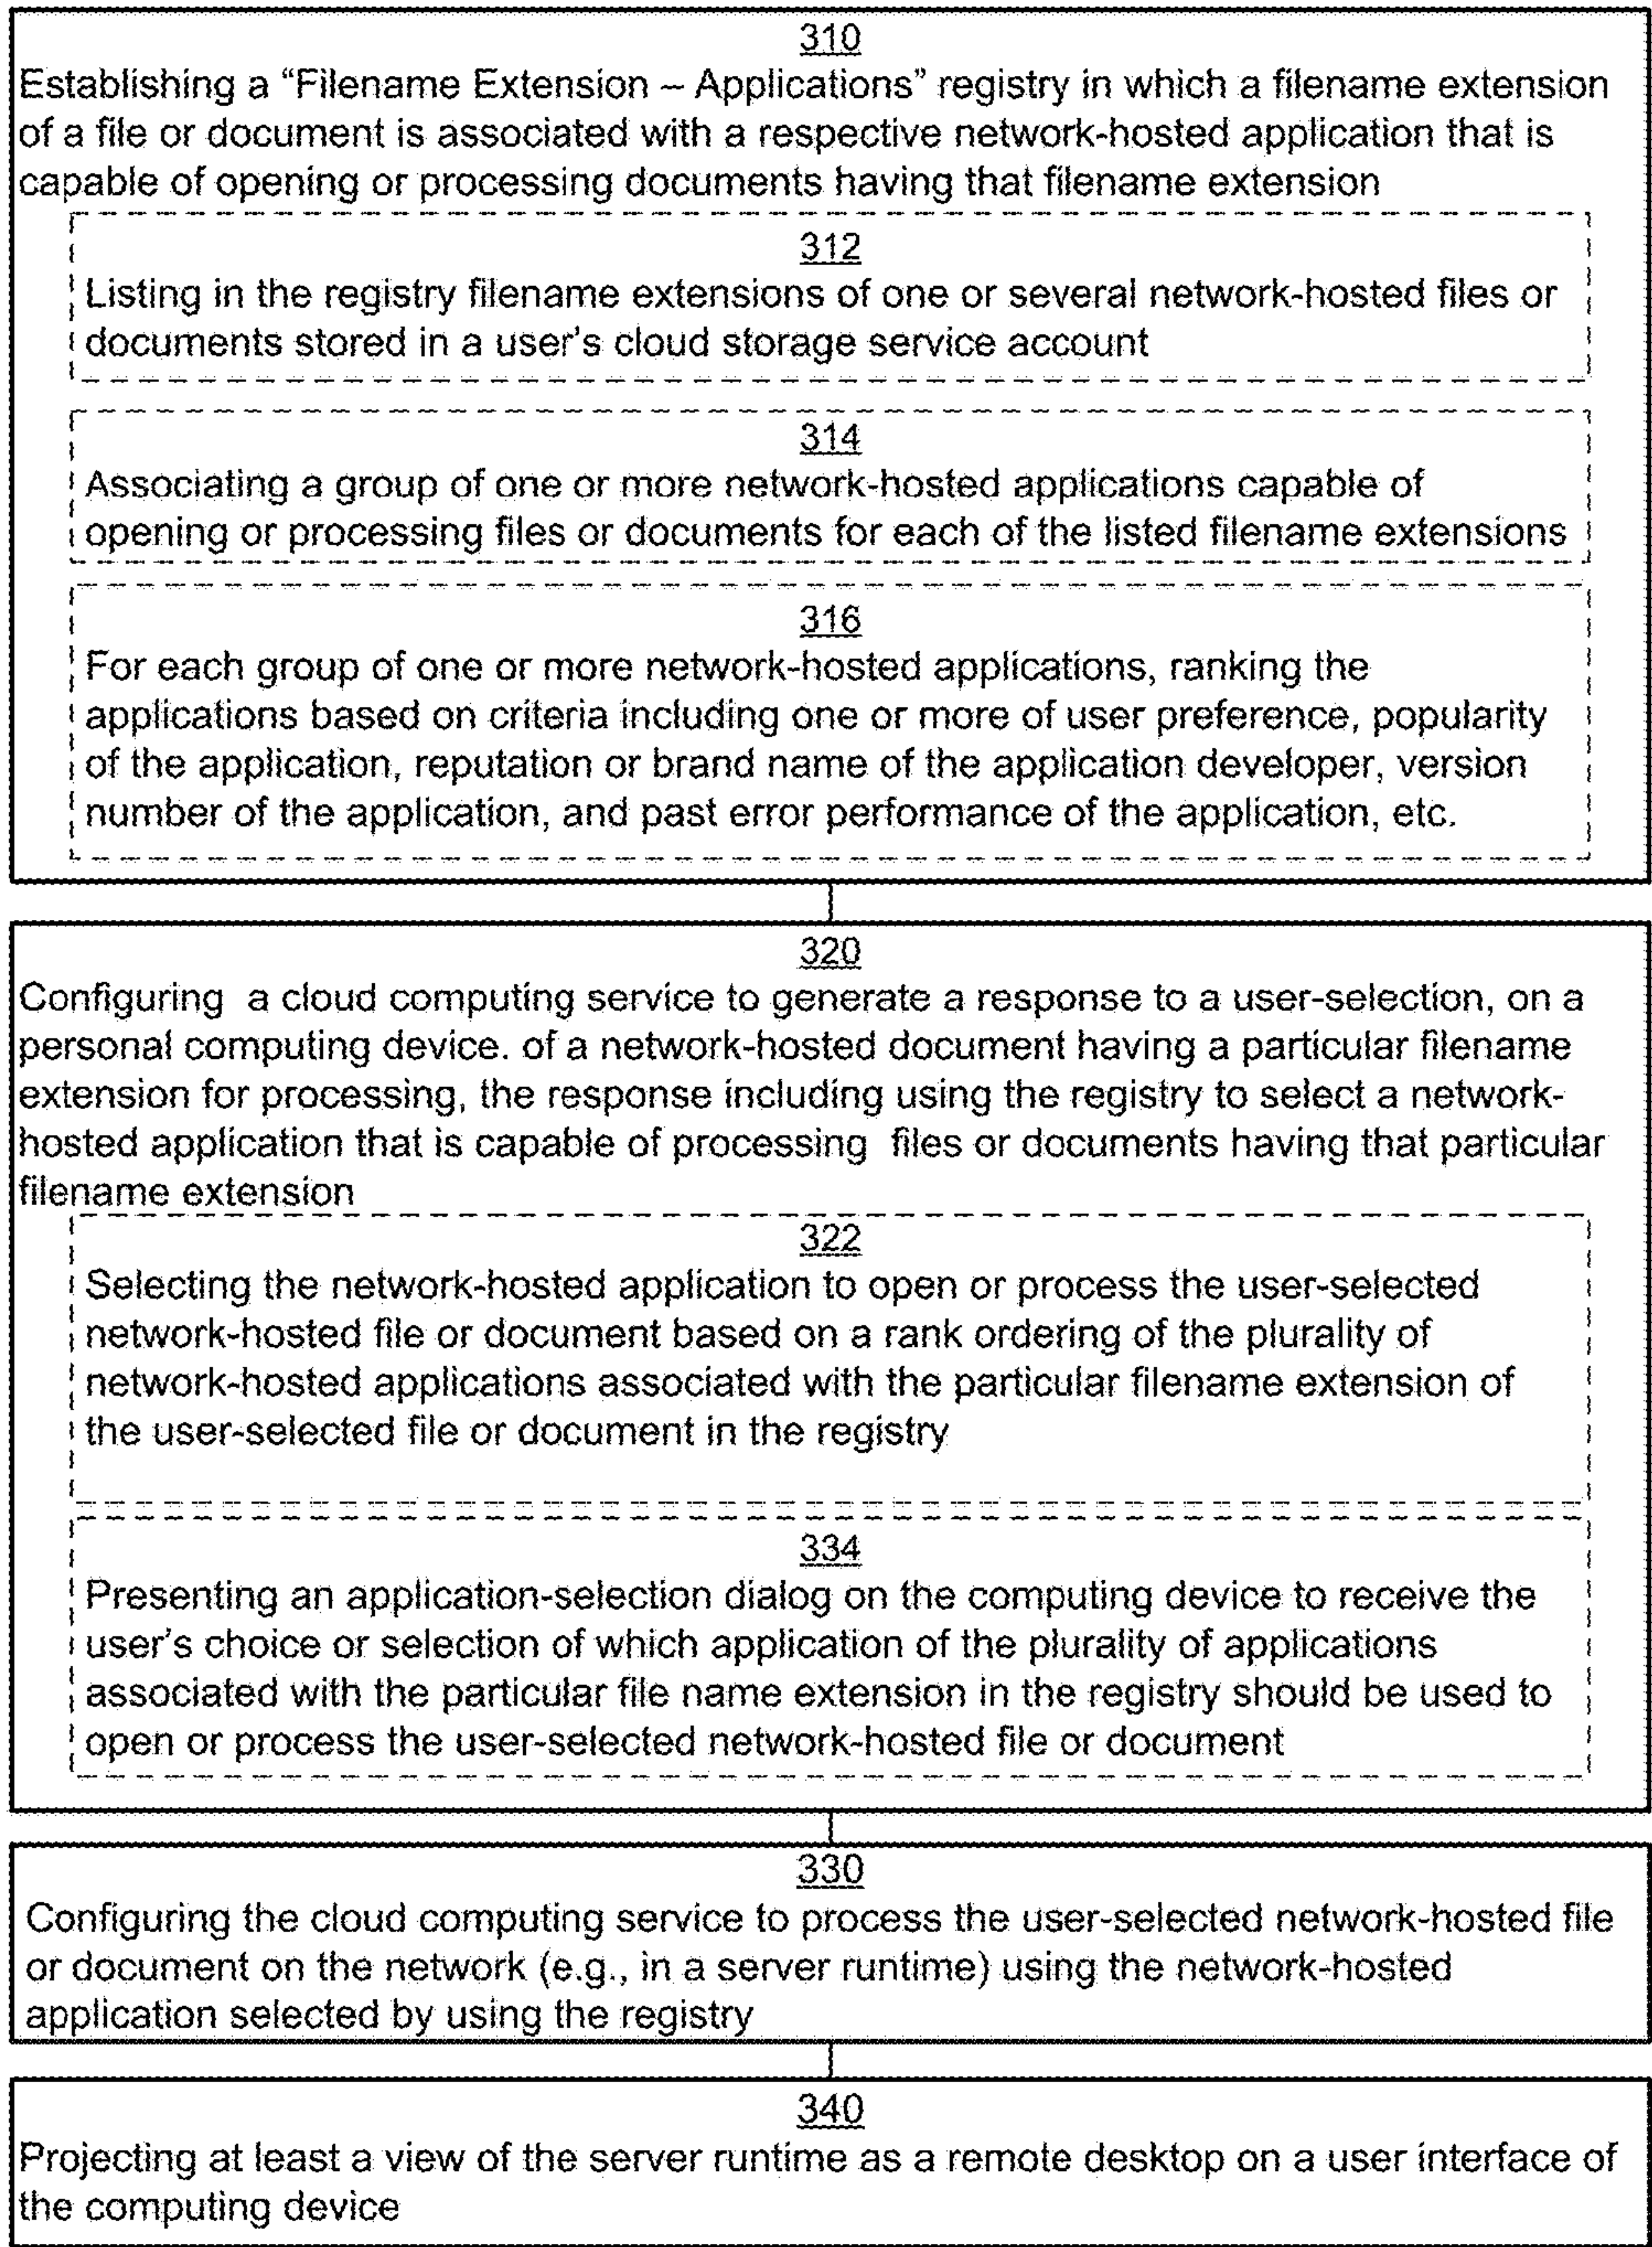 310
Establishing a “Filename Extension – Applications” registry in which a filename extension
of a file or document is associated with a respective network-hosted application that is
capable of opening or processing documents having that filename extension
312
Listing in the registry filename extensions of one or several network-hosted files or
documents stored in a user’s cloud storage service account
314
Associating a group of one or more network-hosted applications capable of
opening or processing files or documents for each of the listed filename extensions
316
For each group of one or more network-hosted applications, ranking the
applications based on criteria including one or more of user preference, popularity
of the application, reputation or brand name of the application developer, version
number of the application, and past error performance of the application, etc.
320
Configuring a cloud computing service to generate a response to a user-selection, on a
personal computing device. of a network-hosted document having a particular filename
extension for processing, the response including using the registry to select a network-
hosted application that is capable of processing files or documents having that particular
filename extension
322
Selecting the network-hosted application to open or process the user-selected
network-hosted file or document based on a rank ordering of the plurality of
network-hosted applications associated with the particular filename extension of
the user-selected file or document in the registry
334
Presenting an application-selection dialog on the computing device to receive the
user’s choice or selection of which application of the plurality of applications
associated with the particular file name extension in the registry should be used to
open or process the user-selected network-hosted file or document
330
Configuring the cloud computing service to process the user-selected network-hosted file
or document on the network (e.g., in a server runtime) using the network-hosted
application selected by using the registry
340
Projecting at least a view of the server runtime as a remote desktop on a user interface of
the computing device